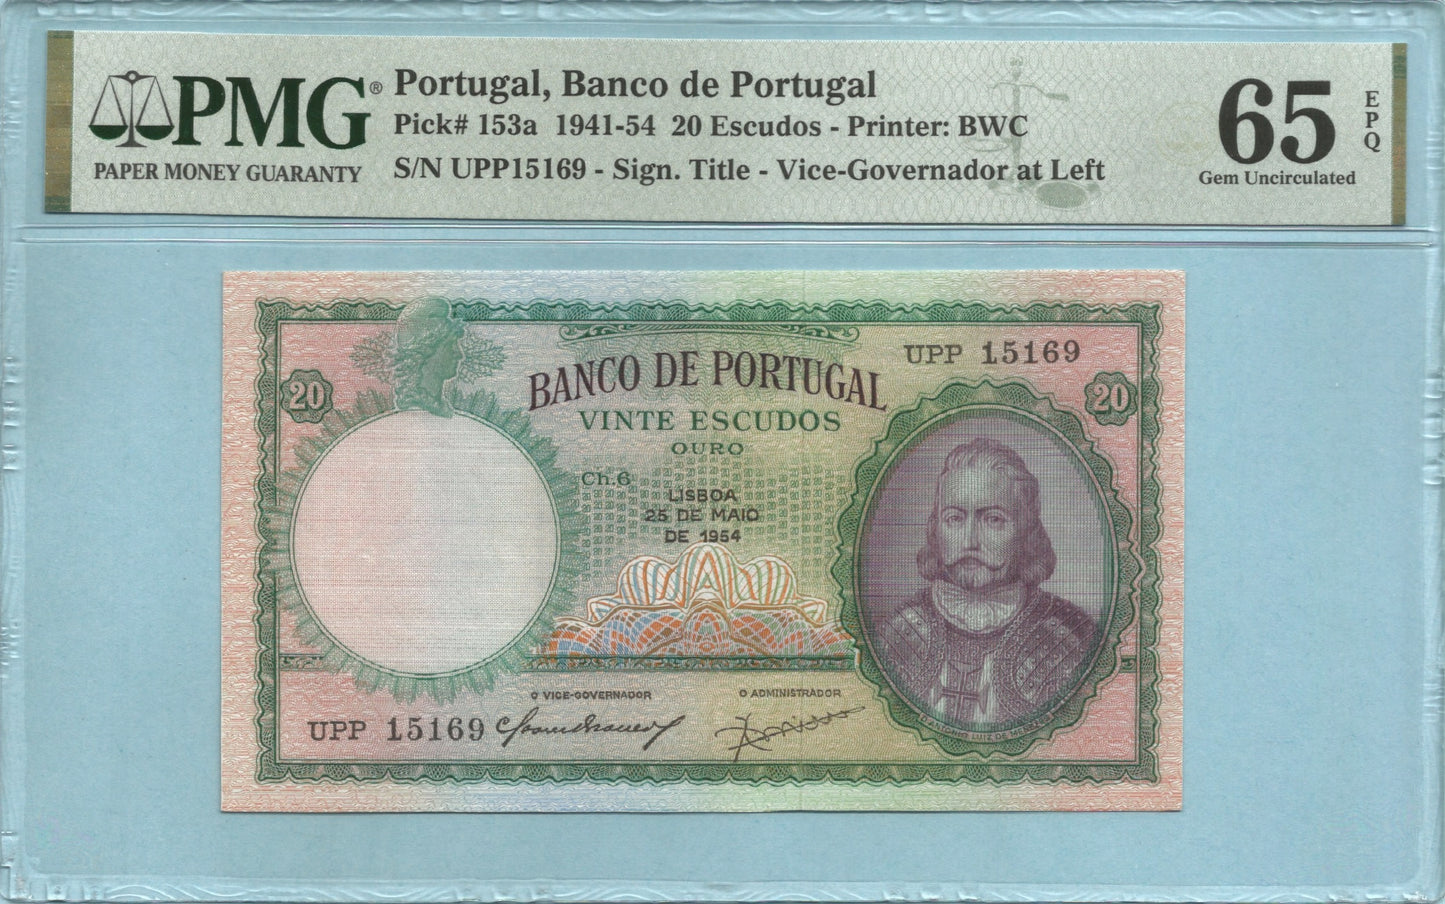 PMG®
PAPER MONEY GUARANTY
Portugal, Banco de Portugal
Pick# 153a 1941-54 20 Escudos - Printer: BWC
S/N UPP15169 - Sign. Title - Vice-Governador at Left
65
EPQ
Gem Uncirculated
UPP 15169
BANCO DE PORTUGAL
20
20
VINTE ESCUDOS
OURO
Ch.6
LISBOA
25 DE MAIO
DE 1954
O VICE-GOVERNADOR
O ADMINISTRADOR
UPP 15169
LUIZ DE